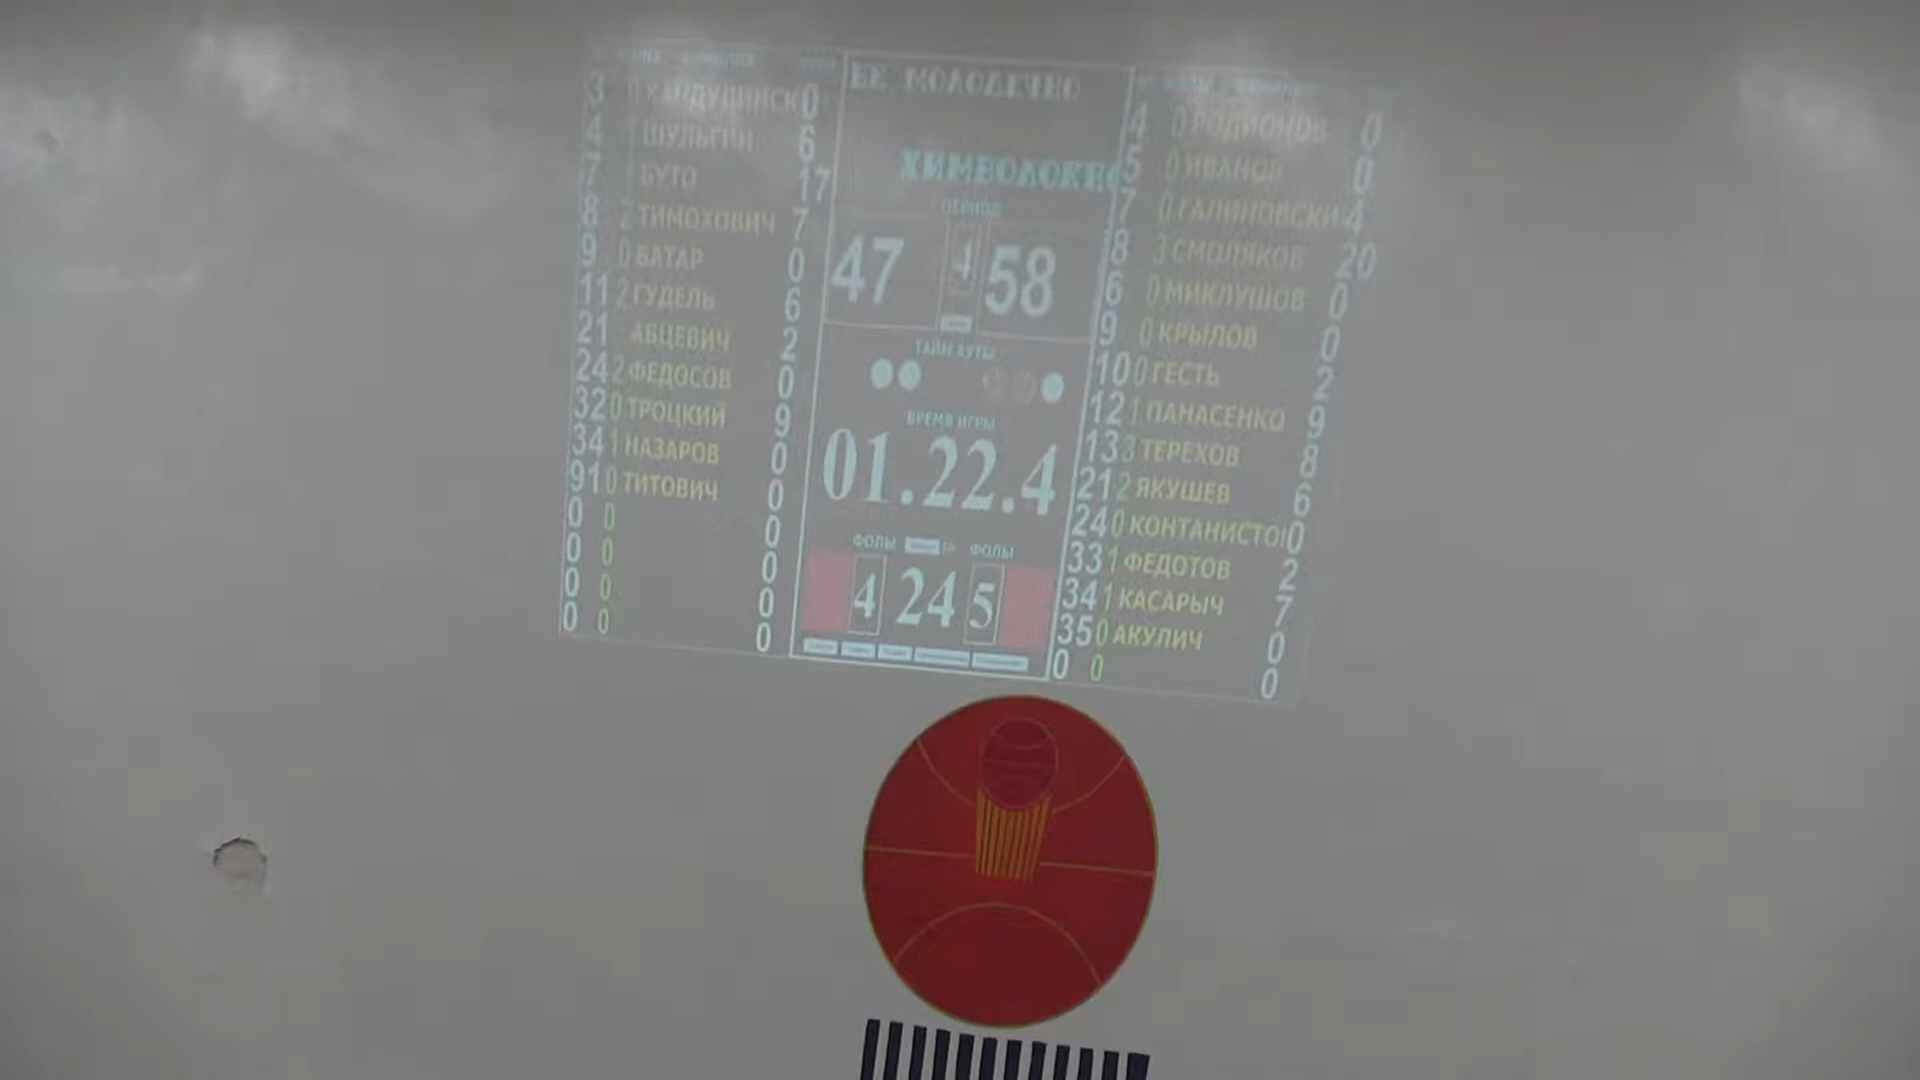 БК МОЛОДЕЧНО
ХИМВОЛОКНО
ПЕРИОД
47 4 58
ТАЙМ АУТЫ
ВРЕМЯ ИГРЫ
01.22.4
ФОЛЫ ФОЛЫ
4 24 5
3 0 КАНДУЛИНСК 0
4 ШУЛЬГИН 6
7 БУТО 17
8 2 ТИМОХОВИЧ 7
9 0 БАТАР 0
11 2 ГУДЕЛЬ 6
21 АБЦЕВИЧ 2
24 2 ФЕДОСОВ 0
32 0 ТРОЦКИЙ 9
34 1 НАЗАРОВ 0
91 0 ТИТОВИЧ 0
0 0 0
0 0 0
0 0 0
0 0 0
4 0 РОДИОНОВ 0
5 0 ИВАНОВ 0
7 0 ГАЛИНОВСКИ 4
8 3 СМОЛЯКОВ 20
6 0 МИКЛУШОВ 0
9 0 КРЫЛОВ 0
10 0 ГЕСТЬ 2
12 1 ПАНАСЕНКО 9
13 3 ТЕРЕХОВ 8
21 2 ЯКУШЕВ 6
24 0 КОНТАНИСТО 0
33 1 ФЕДОТОВ 2
34 1 КАСАРЫЧ 7
35 0 АКУЛИЧ 0
0 0 0